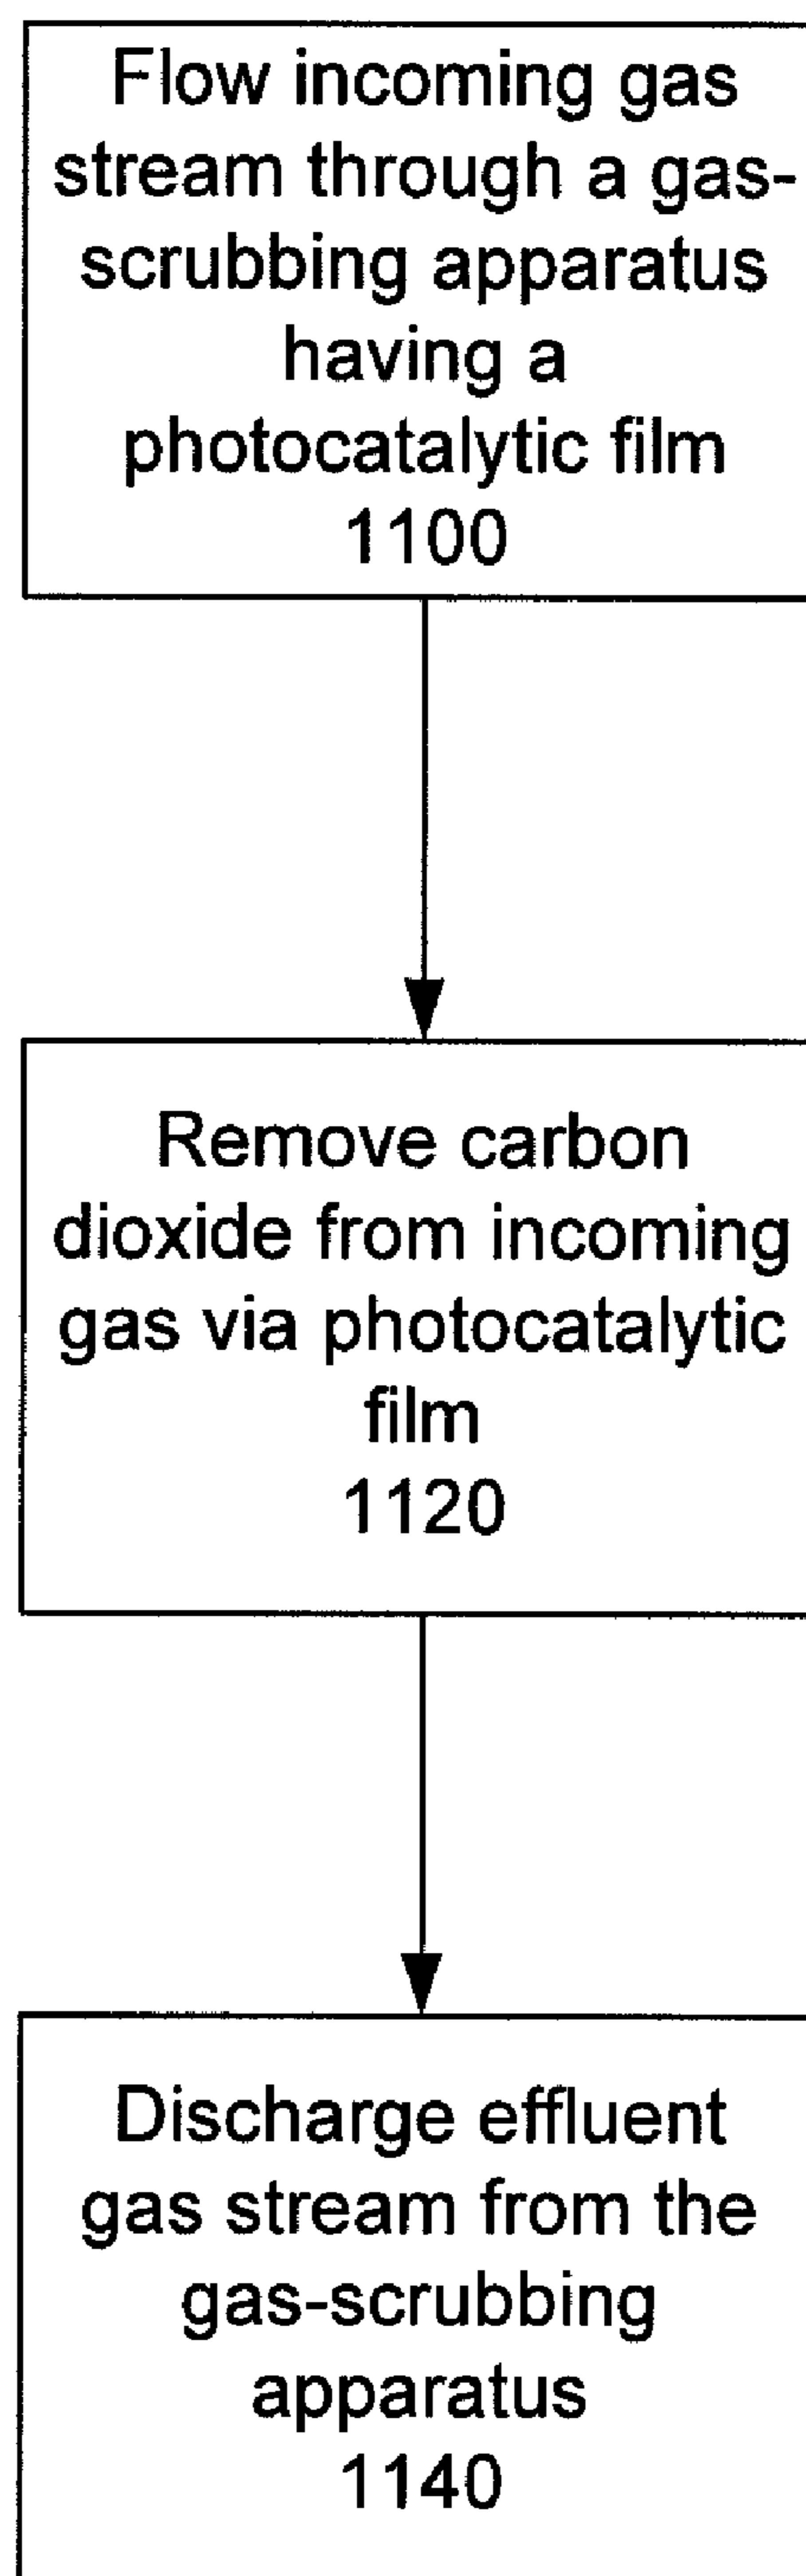 Flow incoming gas
stream through a gas-
scrubbing apparatus
having a
photocatalytic film
1100
Remove carbon
dioxide from incoming
gas via photocatalytic
film
1120
Discharge effluent
gas stream from the
gas-scrubbing
apparatus
1140